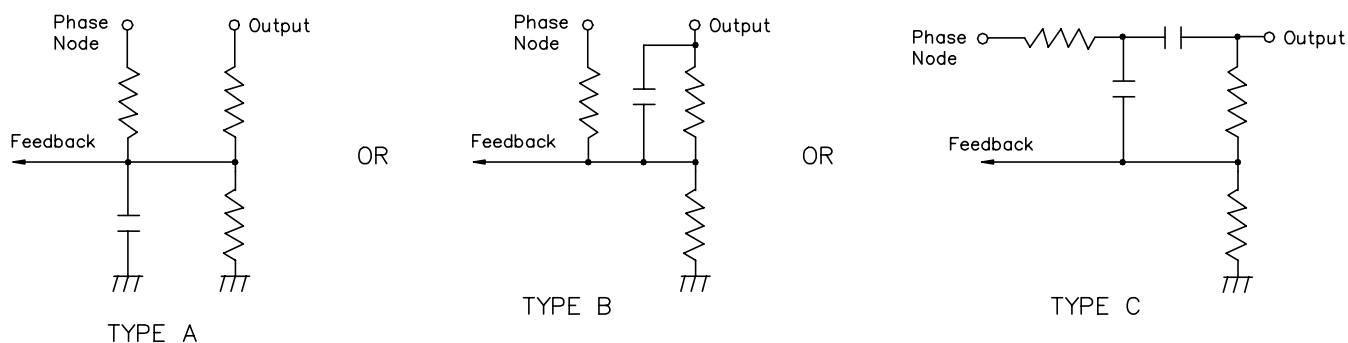 Phase
Node
Output
Feedback
TYPE A
OR
Phase
Node
Output
Feedback
TYPE B
OR
Phase
Node
Output
Feedback
TYPE C